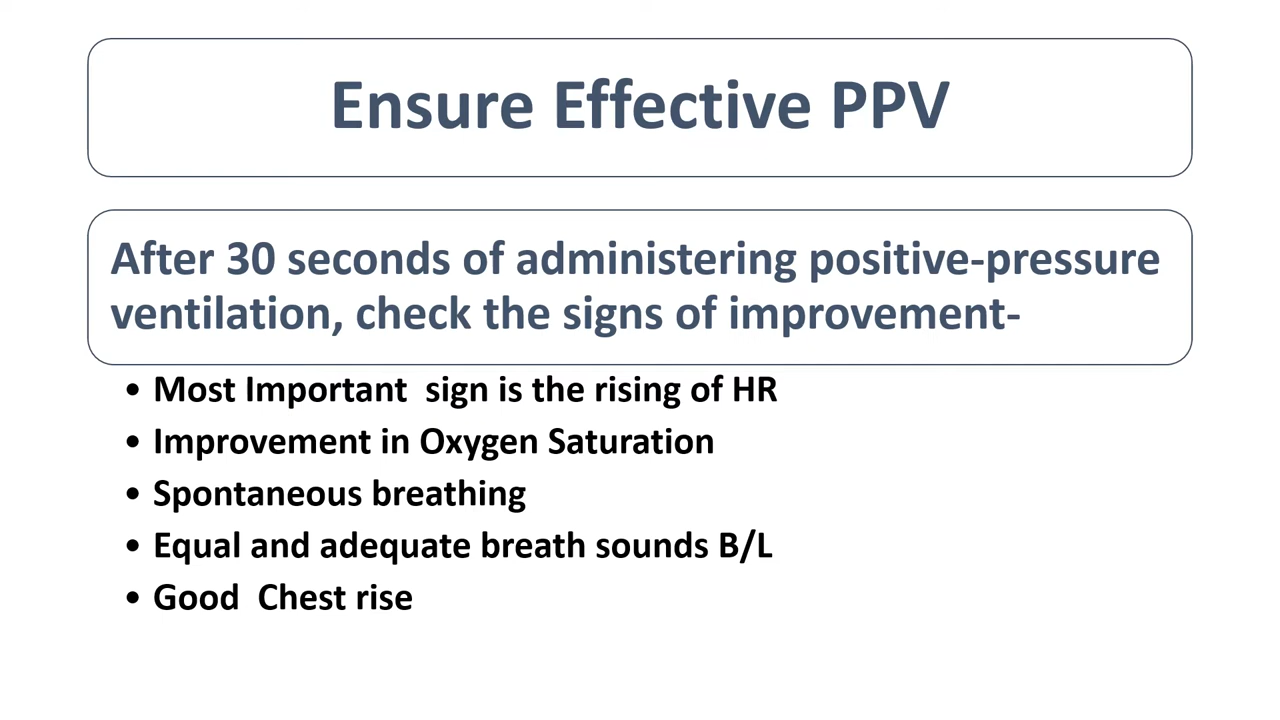 Ensure Effective PPV
After 30 seconds of administering positive-pressure
ventilation, check the signs of improvement-
• Most Important  sign is the rising of HR
• Improvement in Oxygen Saturation
• Spontaneous breathing
• Equal and adequate breath sounds B/L
• Good  Chest rise